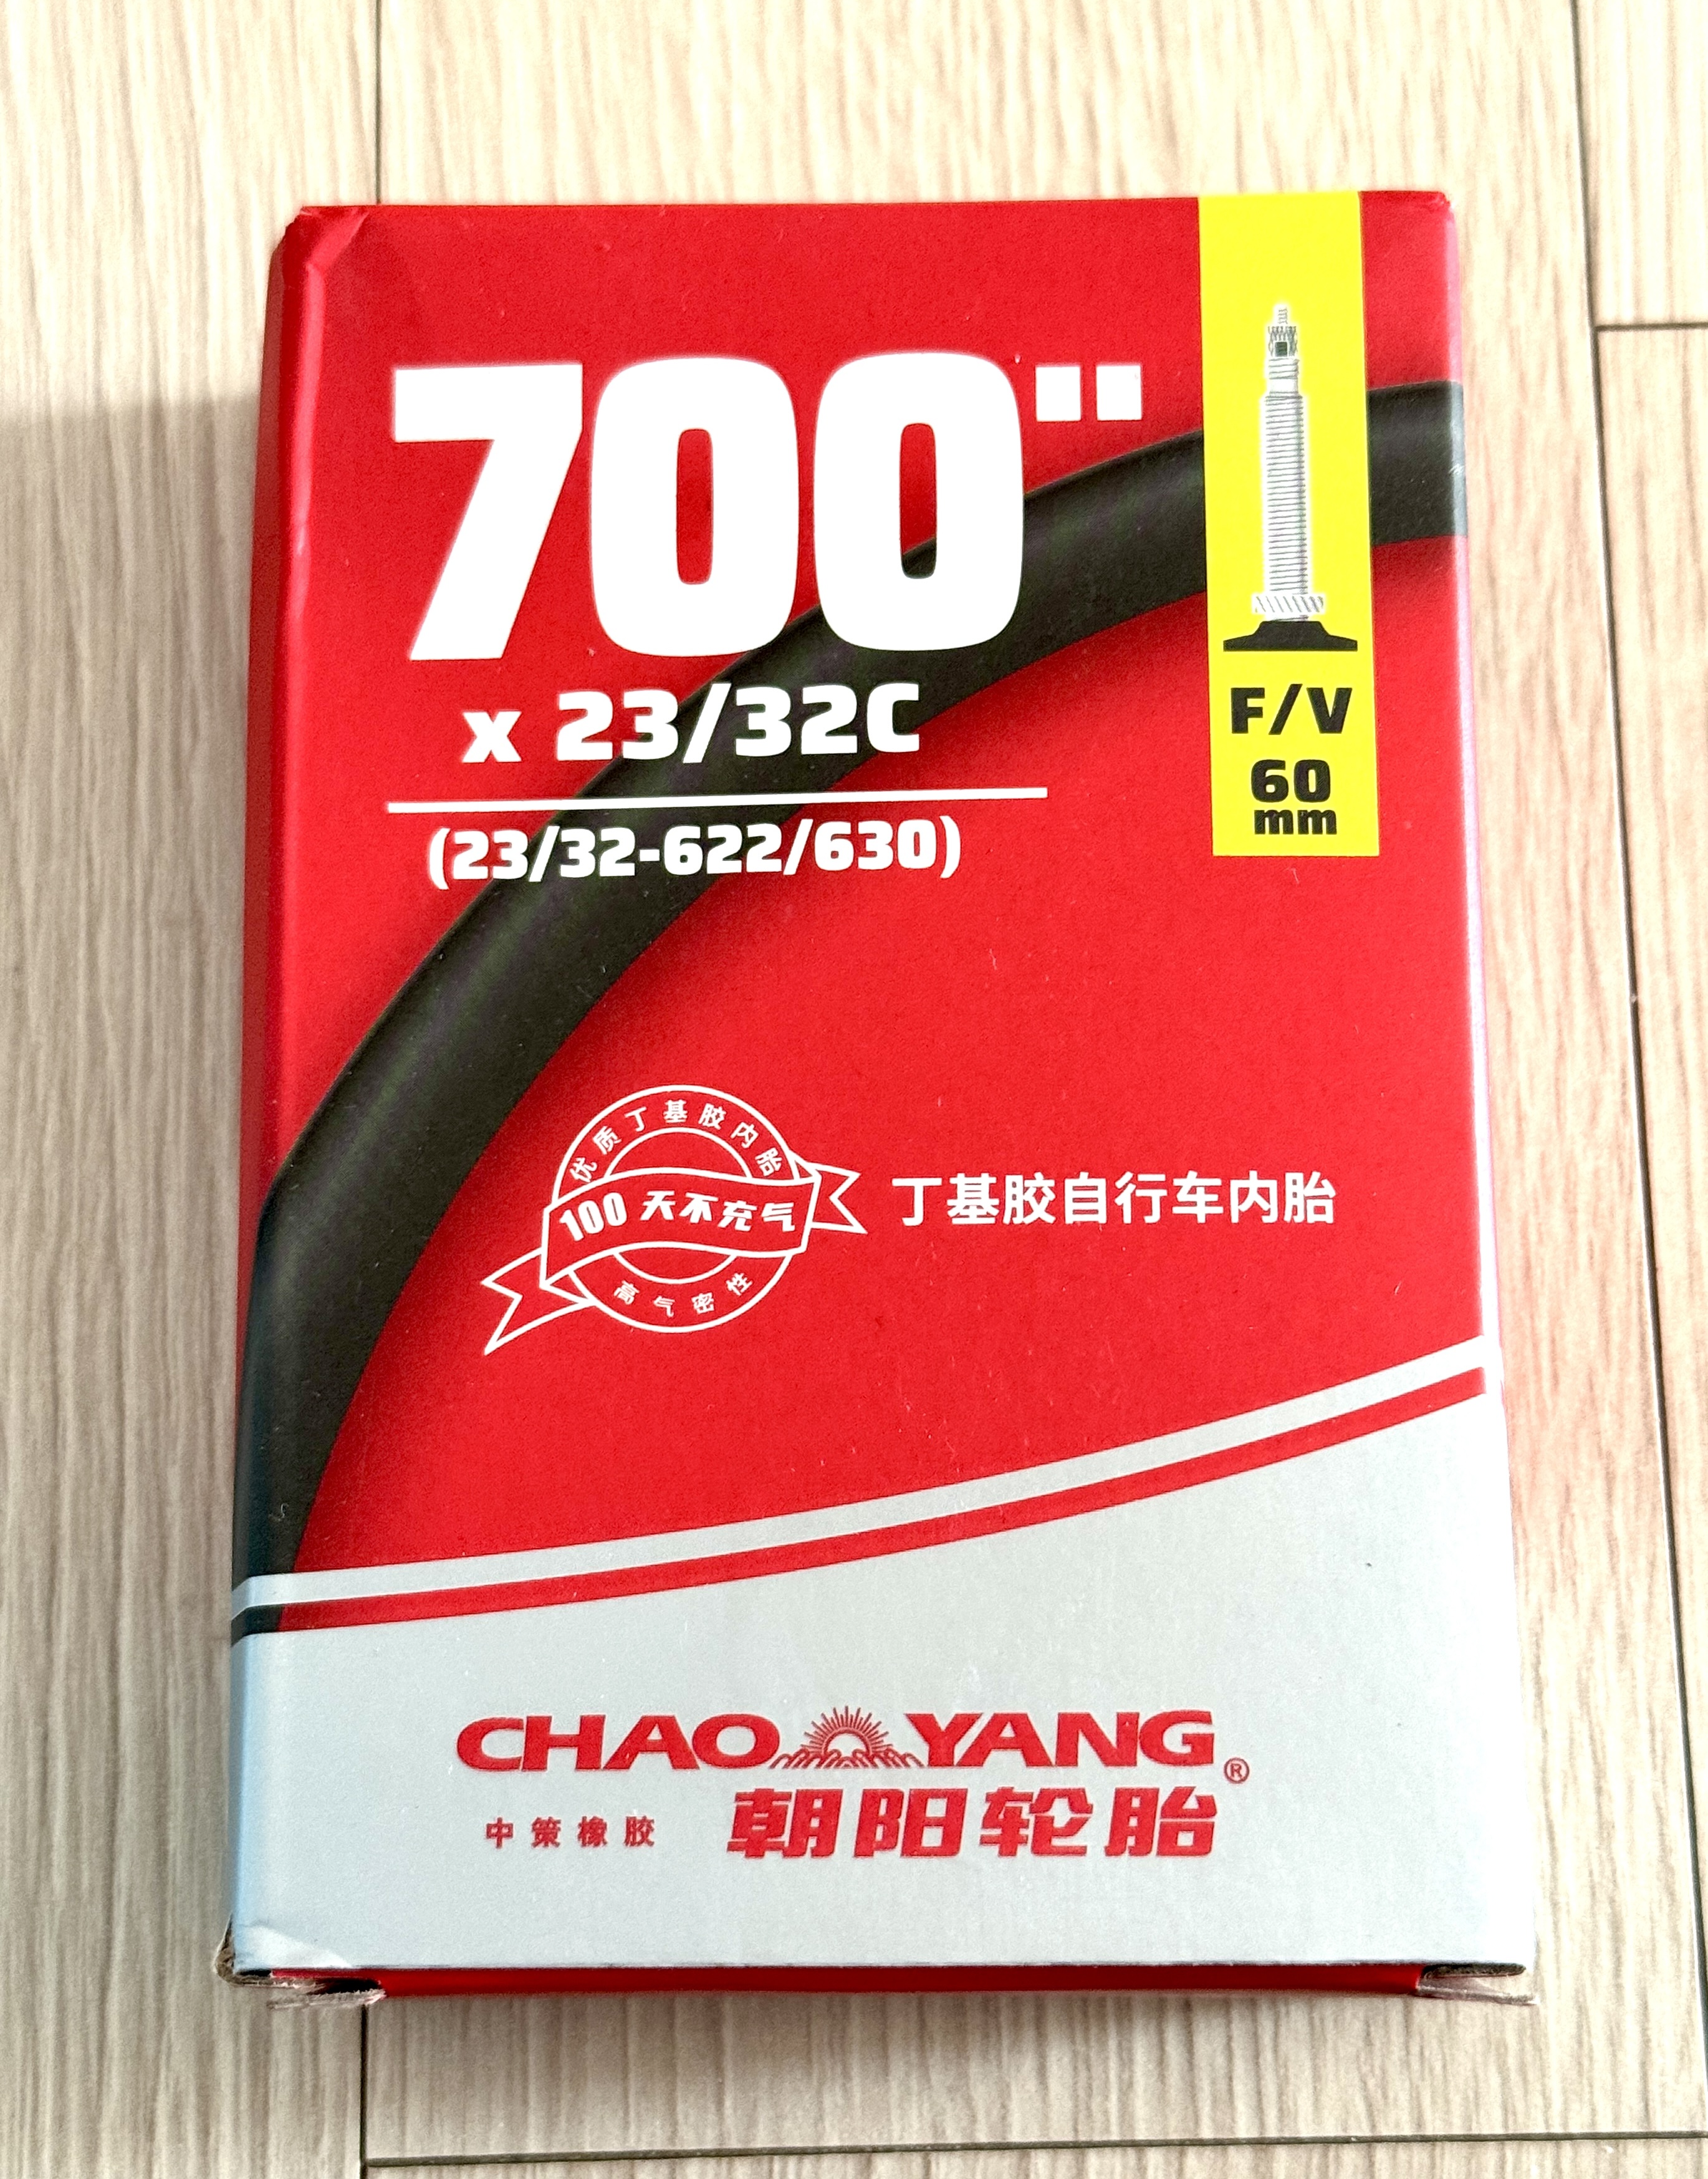 700"
x 23/32C
(23/32-622/630)
F/V
60
mm
优质丁基胶内胎
100 天不充气
高气密性
丁基胶自行车内胎
CHAO YANG®
中策橡胶 朝阳轮胎